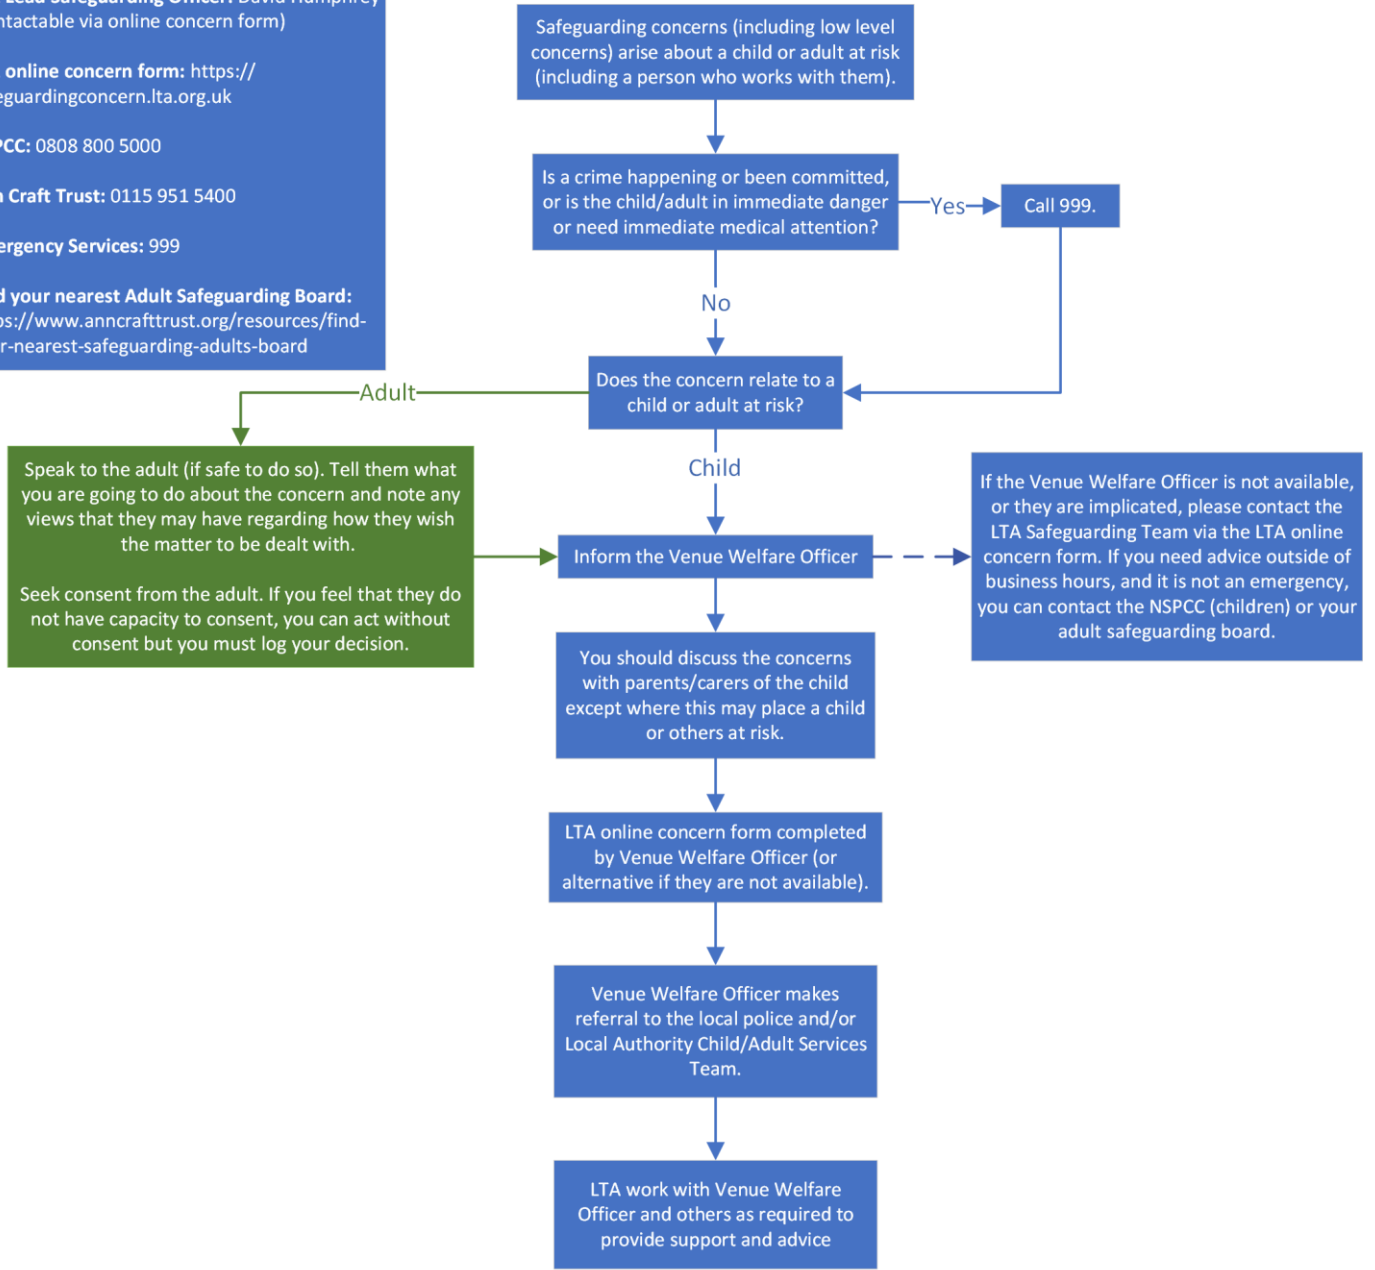 Lead Safeguarding Officer: David Humphrey
ntactable via online concern form)
online concern form: https://
eguardingconcern.lta.org.uk
PCC: 0808 800 5000
n Craft Trust: 0115 951 5400
ergency Services: 999
d your nearest Adult Safeguarding Board:
ps://www.anncrafttrust.org/resources/find-
r-nearest-safeguarding-adults-board
Safeguarding concerns (including low level
concerns) arise about a child or adult at risk
(including a person who works with them).
Is a crime happening or been committed,
or is the child/adult in immediate danger
or need immediate medical attention?
Yes
Call 999.
No
Does the concern relate to a
child or adult at risk?
Adult
Child
Speak to the adult (if safe to do so). Tell them what
you are going to do about the concern and note any
views that they may have regarding how they wish
the matter to be dealt with.
Seek consent from the adult. If you feel that they do
not have capacity to consent, you can act without
consent but you must log your decision.
Inform the Venue Welfare Officer
If the Venue Welfare Officer is not available,
or they are implicated, please contact the
LTA Safeguarding Team via the LTA online
concern form. If you need advice outside of
business hours, and it is not an emergency,
you can contact the NSPCC (children) or your
adult safeguarding board.
You should discuss the concerns
with parents/carers of the child
except where this may place a child
or others at risk.
LTA online concern form completed
by Venue Welfare Officer (or
alternative if they are not available).
Venue Welfare Officer makes
referral to the local police and/or
Local Authority Child/Adult Services
Team.
LTA work with Venue Welfare
Officer and others as required to
provide support and advice